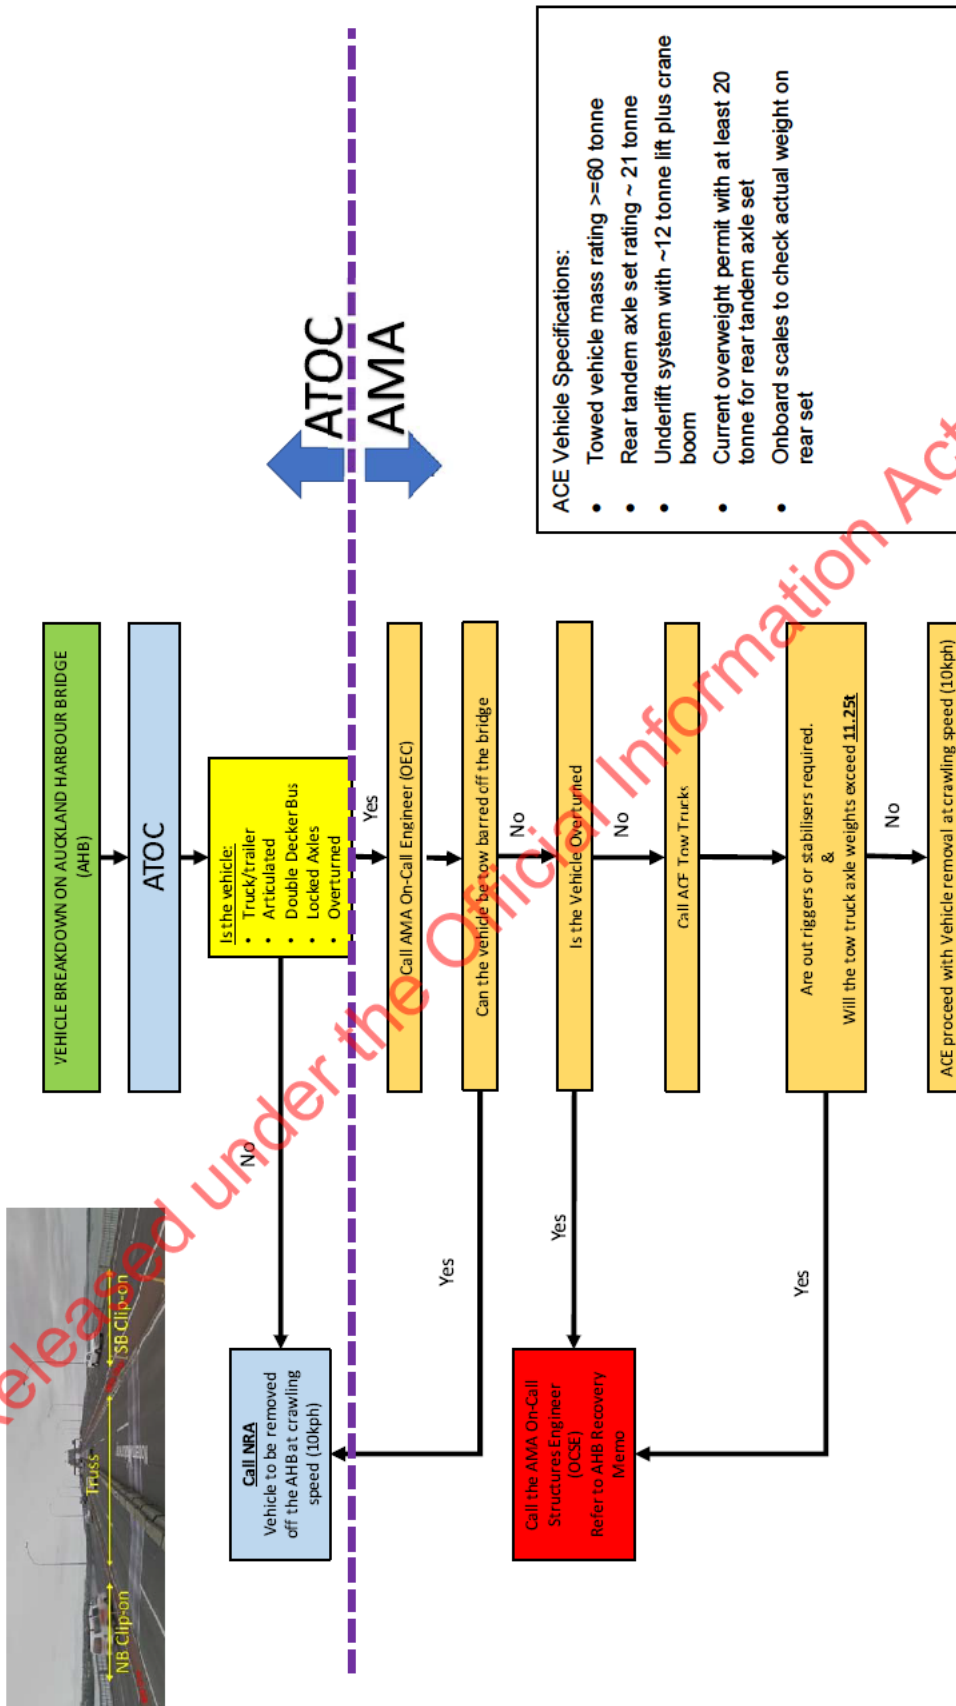 NB Clip-on
Truss
SB Clip-on
VEHICLE BREAKDOWN ON AUCKLAND HARBOUR BRIDGE
(AHB)
ATOC
Is the vehicle:
• Truck/trailer
• Articulated
• Double Decker Bus
• Locked Axles
• Overturned
No
Call NRA
Vehicle to be removed
off the AHB at crawling
speed (10kph)
ATOC
AMA
Yes
Call AMA On-Call Engineer (OEC)
Can the vehicle be tow barred off the bridge
Yes
No
Is the Vehicle Overturned
Yes
No
Call the AMA On-Call
Structures Engineer
(OCSE)
Refer to AHB Recovery
Memo
Call ACE Tow Trucks
Are out riggers or stabilisers required.
&
Will the tow truck axle weights exceed 11.25t
Yes
No
ACE proceed with Vehicle removal at crawling speed (10kph)
ACE Vehicle Specifications:
• Towed vehicle mass rating >=60 tonne
• Rear tandem axle set rating ~ 21 tonne
• Underlift system with ~12 tonne lift plus crane
boom
• Current overweight permit with at least 20
tonne for rear tandem axle set
• Onboard scales to check actual weight on
rear set
Released under the Official Information Act